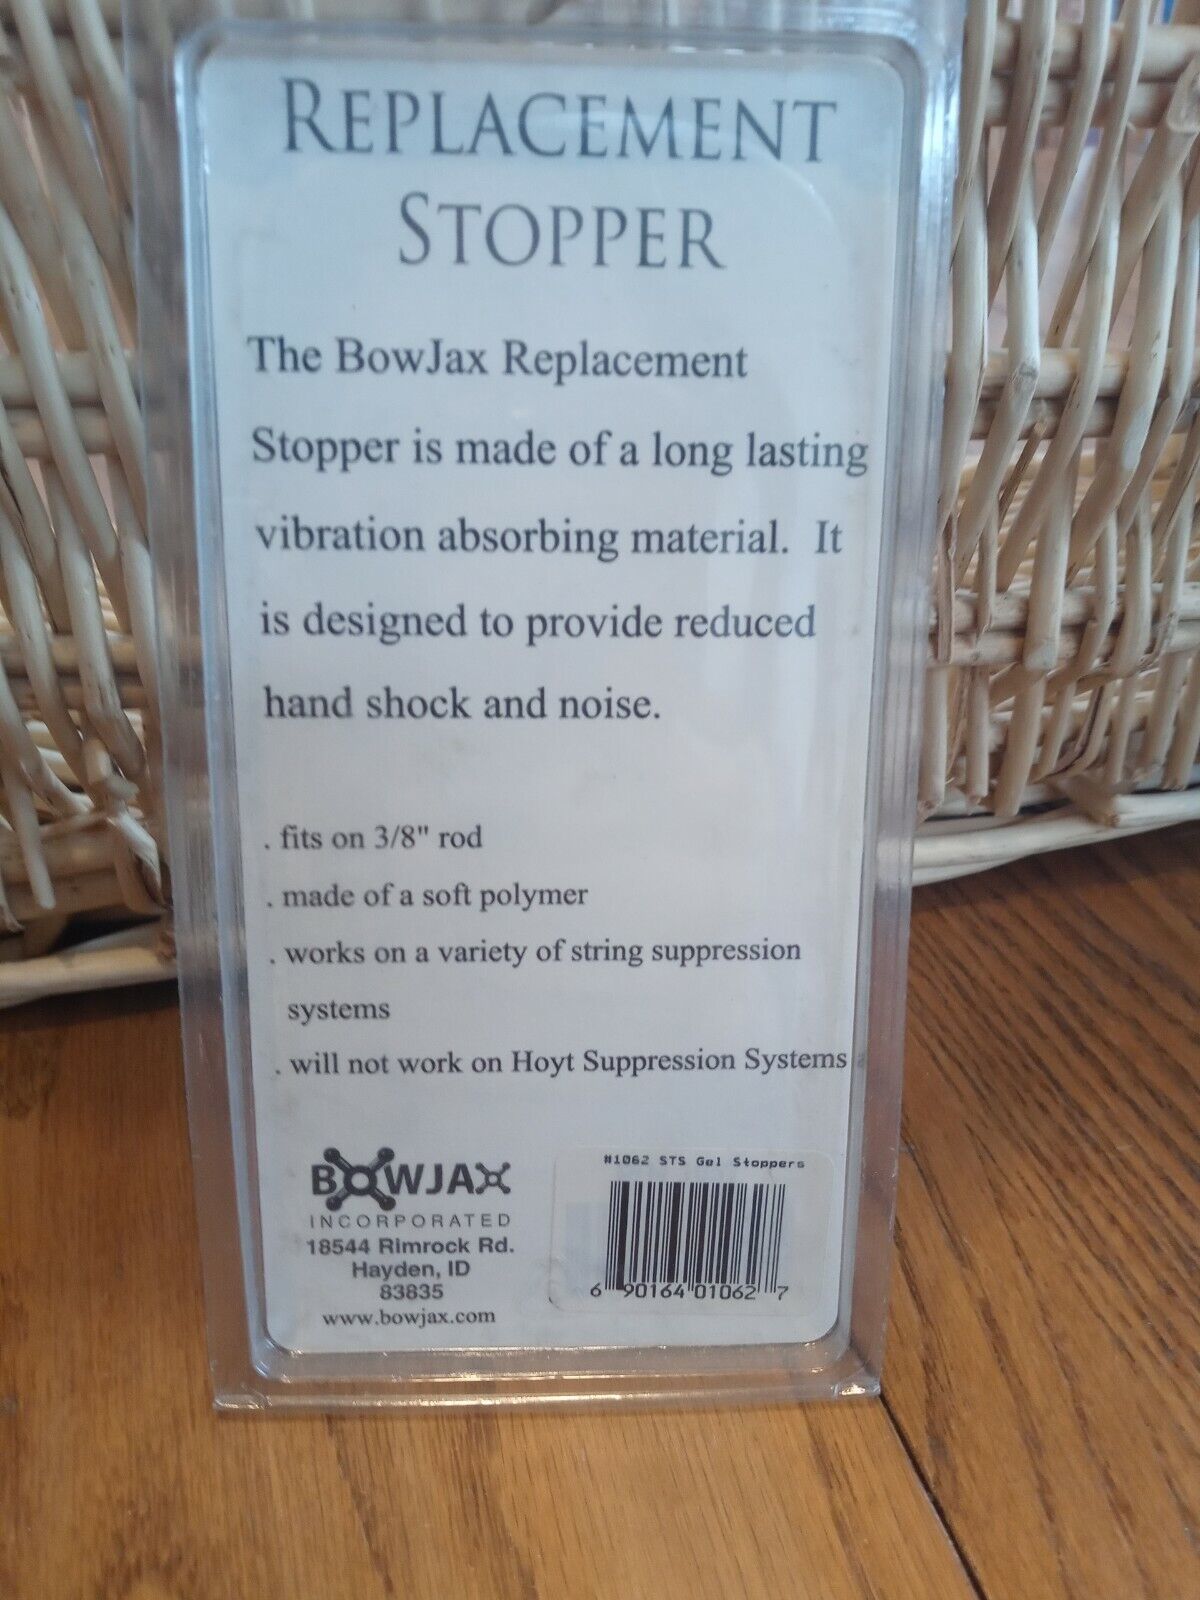 REPLACEMENT
STOPPER
The BowJax Replacement
Stopper is made of a long lasting
vibration absorbing material. It
is designed to provide reduced
hand shock and noise.
. fits on 3/8" rod
. made of a soft polymer
. works on a variety of string suppression
systems
. will not work on Hoyt Suppression Systems
BOWJAX
INCORPORATED
18544 Rimrock Rd.
Hayden, ID
83835
www.bowjax.com
#1062 STS Gel Stoppers
6 90164 01062 7